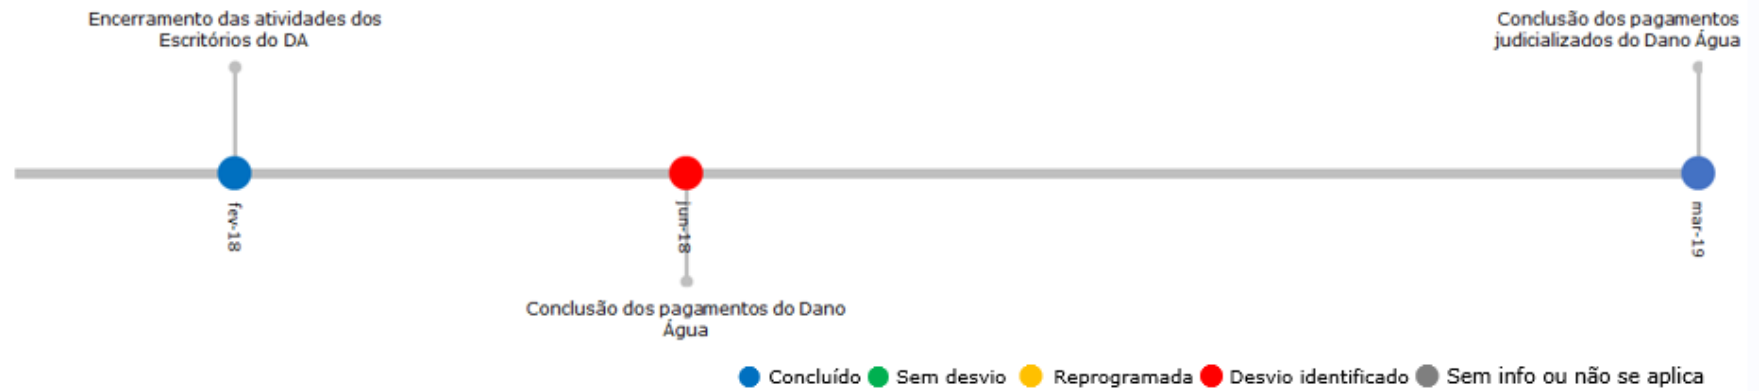 Encerramento das atividades dos
Escritórios do DA
Conclusão dos pagamentos
judicializados do Dano Água
fev-18
jun-18
mar-19
Conclusão dos pagamentos do Dano
Água
Concluído Sem desvio Reprogramada Desvio identificado Sem info ou não se aplica